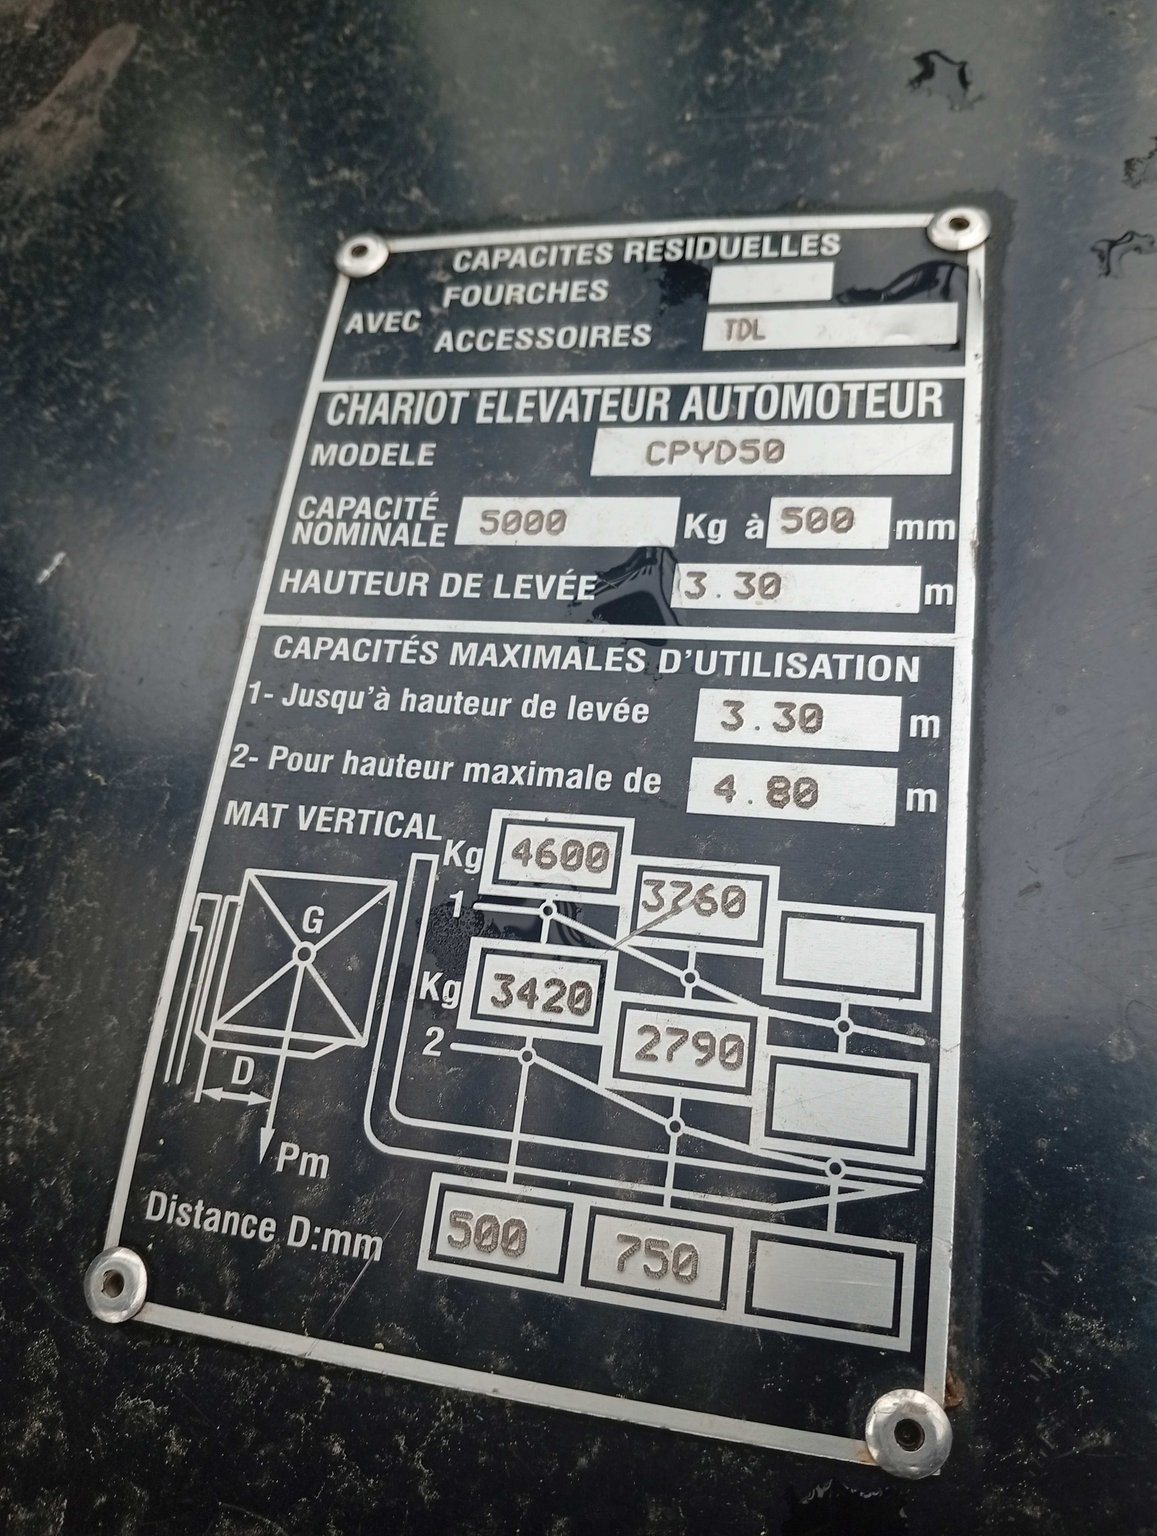 CAPACITES RESIDUELLES
AVEC FOURCHES
ACCESSOIRES TDL
CHARIOT ELEVATEUR AUTOMOTEUR
MODELE CPYD50
CAPACITÉ NOMINALE 5000 Kg à 500 mm
HAUTEUR DE LEVÉE 3.30 m
CAPACITÉS MAXIMALES D'UTILISATION
1- Jusqu'à hauteur de levée 3.30 m
2- Pour hauteur maximale de 4.80 m
MAT VERTICAL
Kg 4600 3760
1
G
Kg 3420 2790
2
D
Pm
Distance D:mm 500 750